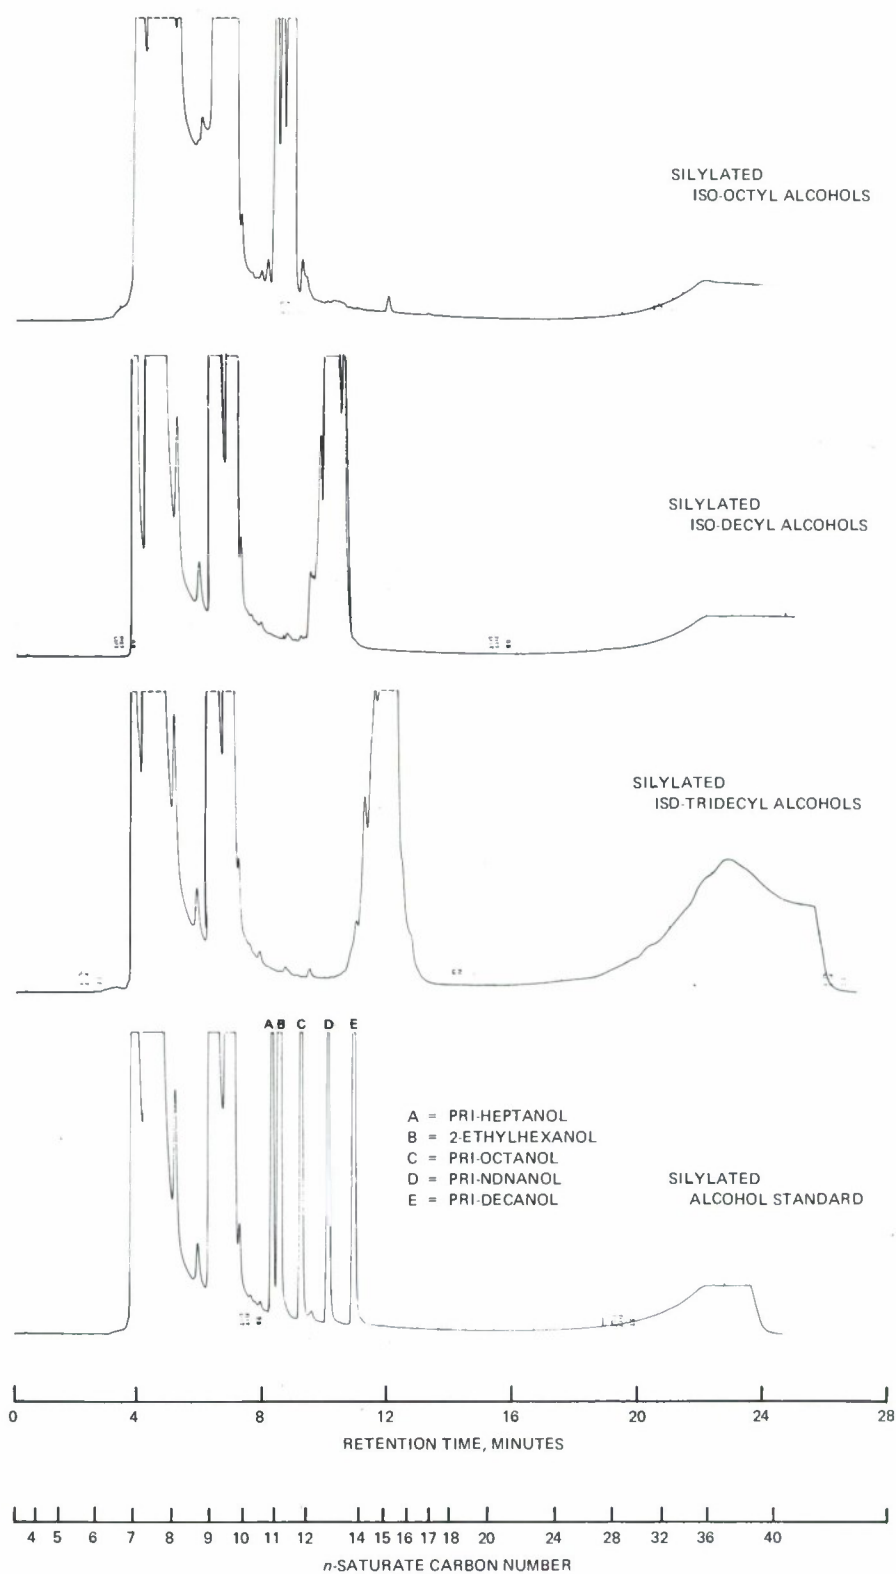 SILYLATED
ISO-OCTYL ALCOHOLS
SILYLATED
ISO-DECYL ALCOHOLS
SILYLATED
ISD-TRIDECYL ALCOHOLS
A B C D E
A = PRI-HEPTANOL
B = 2-ETHYLHEXANOL
C = PRI-OCTANOL
D = PRI-NDNANOL
E = PRI-DECANOL
SILYLATED
ALCOHOL STANDARD
0 4 8 12 16 20 24 28
RETENTION TIME, MINUTES
4 5 6 7 8 9 10 11 12 14 15 16 17 18 20 24 28 32 36 40
n-SATURATE CARBON NUMBER